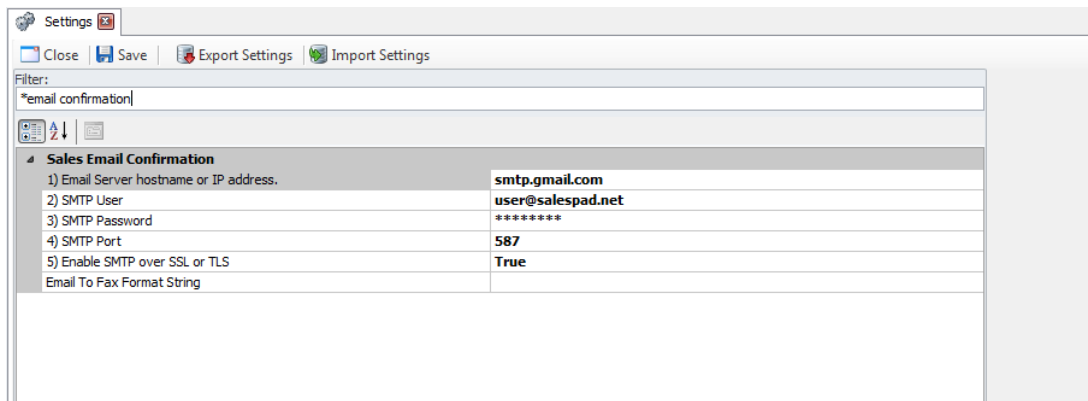 Settings
Close Save Export Settings Import Settings
Filter:
*email confirmation
Sales Email Confirmation
1) Email Server hostname or IP address. smtp.gmail.com
2) SMTP User user@salespad.net
3) SMTP Password ********
4) SMTP Port 587
5) Enable SMTP over SSL or TLS True
Email To Fax Format String